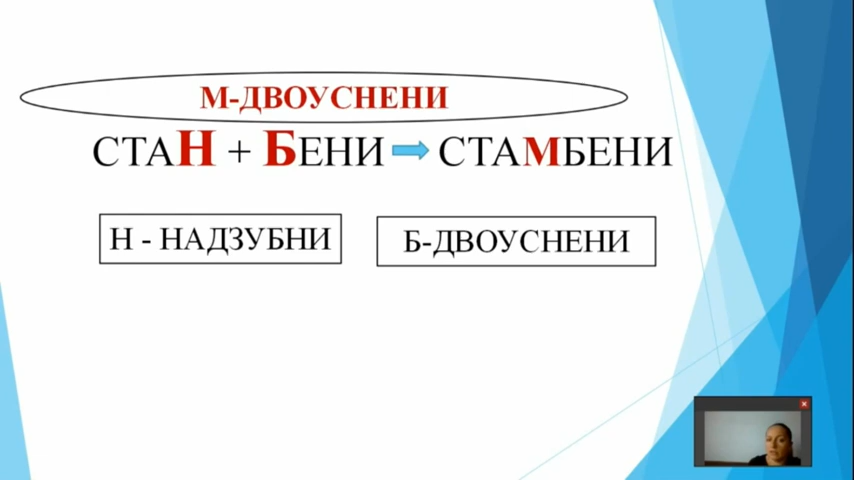 М-ДВОУСНЕНИ
СТАН + БЕНИ СТАМБЕНИ
Н - НАДЗУБНИ
Б-ДВОУСНЕНИ